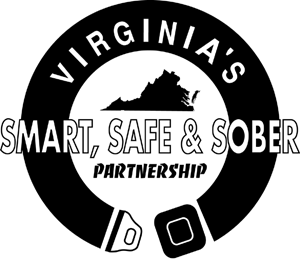 VIRGINIA'S
SMART, SAFE & SOBER
PARTNERSHIP